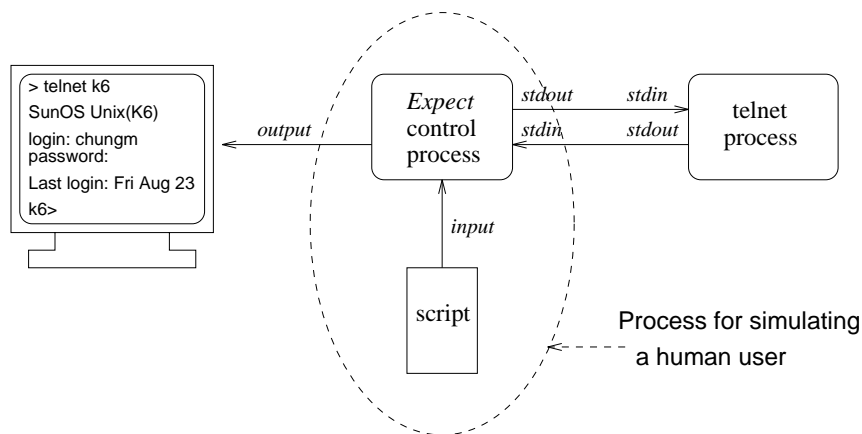 > telnet k6
SunOS Unix(K6)
login: chungm
password:
Last login: Fri Aug 23
k6>
output
Expect
control
process
stdout
stdin
stdin
stdout
telnet
process
input
script
Process for simulating
a human user